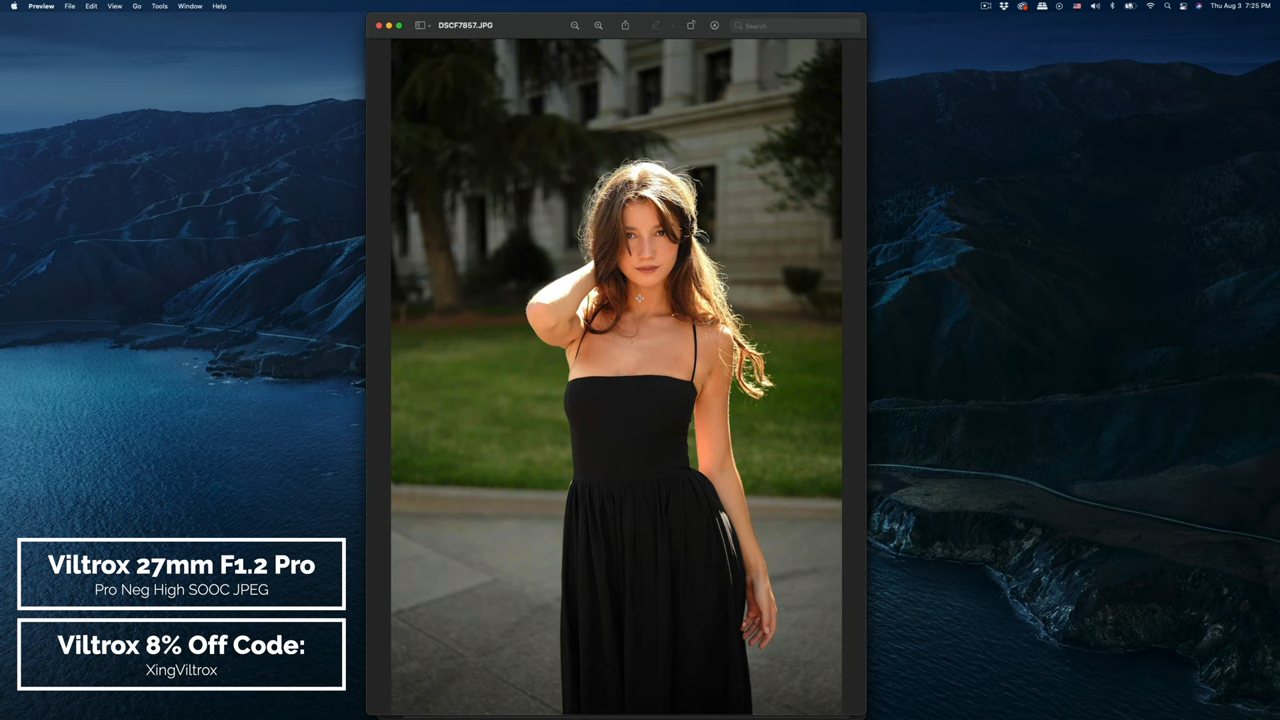 Preview File Edit View Go Tools Window Help
Thu Aug 3 7:25 PM
DSCF7857.JPG
Search
Viltrox 27mm F1.2 Pro
Pro Neg High SOOC JPEG
Viltrox 8% Off Code:
XingViltrox